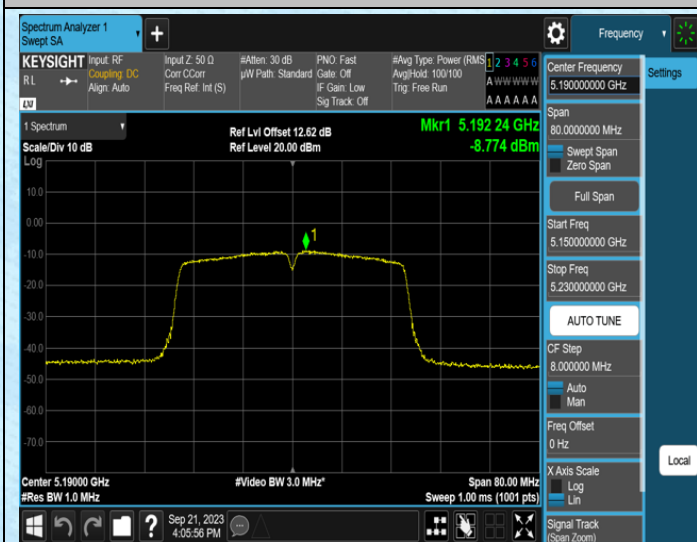 Spectrum Analyzer 1
Swept SA
+
Frequency
KEYSIGHT
RL
LXI
Input: RF
Coupling: DC
Align: Auto
Input Z: 50 Ω
Corr CCorr
Freq Ref: Int (S)
#Atten: 30 dB
µW Path: Standard
PNO: Fast
Gate: Off
IF Gain: Low
Sig Track: Off
#Avg Type: Power (RMS
Avg|Hold: 100/100
Trig: Free Run
1 2 3 4 5 6
A W W W W W
A A A A A A
1 Spectrum
Scale/Div 10 dB
Ref Lvl Offset 12.62 dB
Ref Level 20.00 dBm
Mkr1 5.192 24 GHz
-8.774 dBm
Log
10.0
0.00
-10.0
-20.0
-30.0
-40.0
-50.0
-60.0
-70.0
1
Center 5.19000 GHz
#Res BW 1.0 MHz
#Video BW 3.0 MHz*
Span 80.00 MHz
Sweep 1.00 ms (1001 pts)
?
Sep 21, 2023
4:05:56 PM
Center Frequency
5.190000000 GHz
Span
80.0000000 MHz
Swept Span
Zero Span
Full Span
Start Freq
5.150000000 GHz
Stop Freq
5.230000000 GHz
AUTO TUNE
CF Step
8.000000 MHz
Auto
Man
Freq Offset
0 Hz
X Axis Scale
Log
Lin
Signal Track
(Span Zoom)
Settings
Local